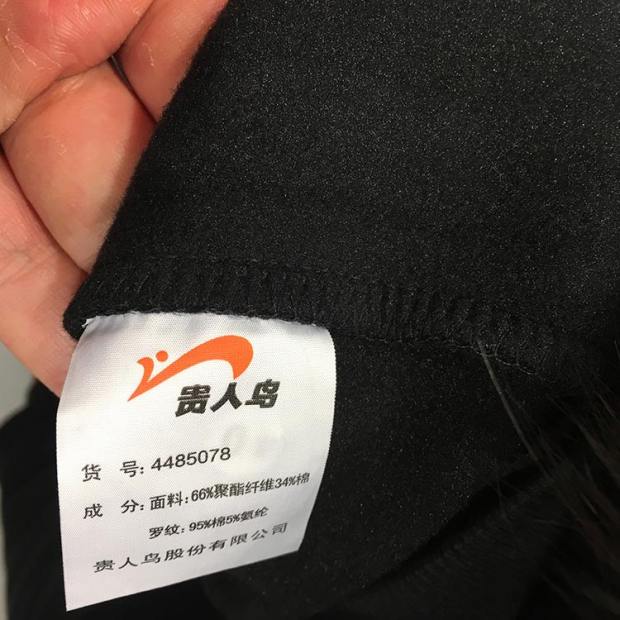 贵人鸟
货 号: 4485078
成 分: 面料: 66%聚酯纤维34%棉
罗纹: 95%棉5%氨纶
贵人鸟股份有限公司